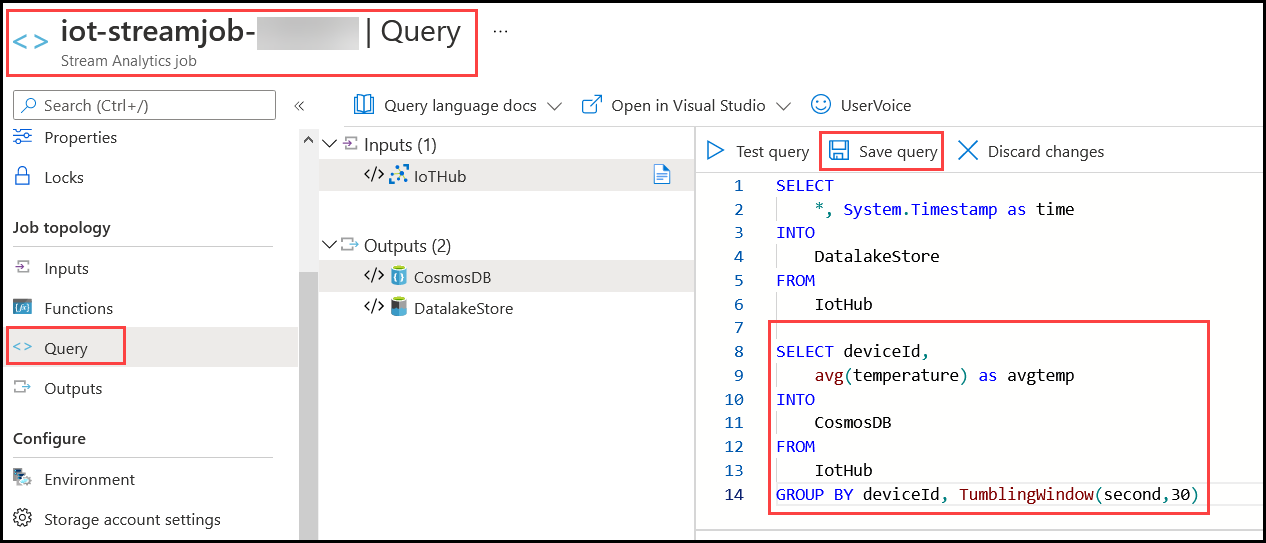 iot-streamjob- | Query ...
Stream Analytics job
Search (Ctrl+/) «
Properties
Locks
Job topology
Inputs
Functions
<> Query
Outputs
Configure
Environment
Storage account settings
Query language docs Open in Visual Studio UserVoice
Inputs (1)
</> IoTHub
Outputs (2)
</> CosmosDB
</> DatalakeStore
Test query Save query Discard changes
1 SELECT
2 *, System.Timestamp as time
3 INTO
4 DatalakeStore
5 FROM
6 IotHub
7
8 SELECT deviceId,
9 avg(temperature) as avgtemp
10 INTO
11 CosmosDB
12 FROM
13 IotHub
14 GROUP BY deviceId, TumblingWindow(second,30)